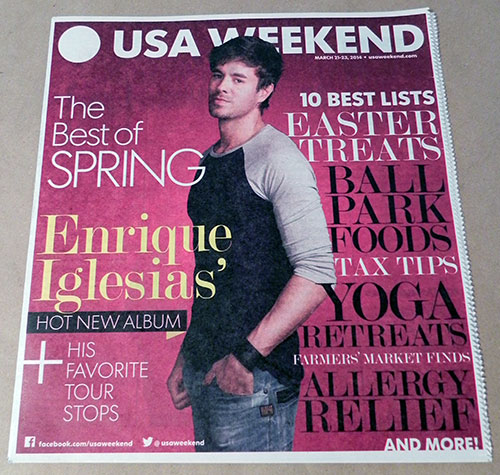 USA WEEKEND
MARCH 21-23, 2014 • usaweekend.com
The
Best of
SPRING
Enrique
Iglesias’
HOT NEW ALBUM
+ HIS
FAVORITE
TOUR
STOPS
10 BEST LISTS
EASTER
TREATS
BALL
PARK
FOODS
TAX TIPS
YOGA
RETREATS
FARMERS’ MARKET FINDS
ALLERGY
RELIEF
AND MORE!
facebook.com/usaweekend
@usaweekend